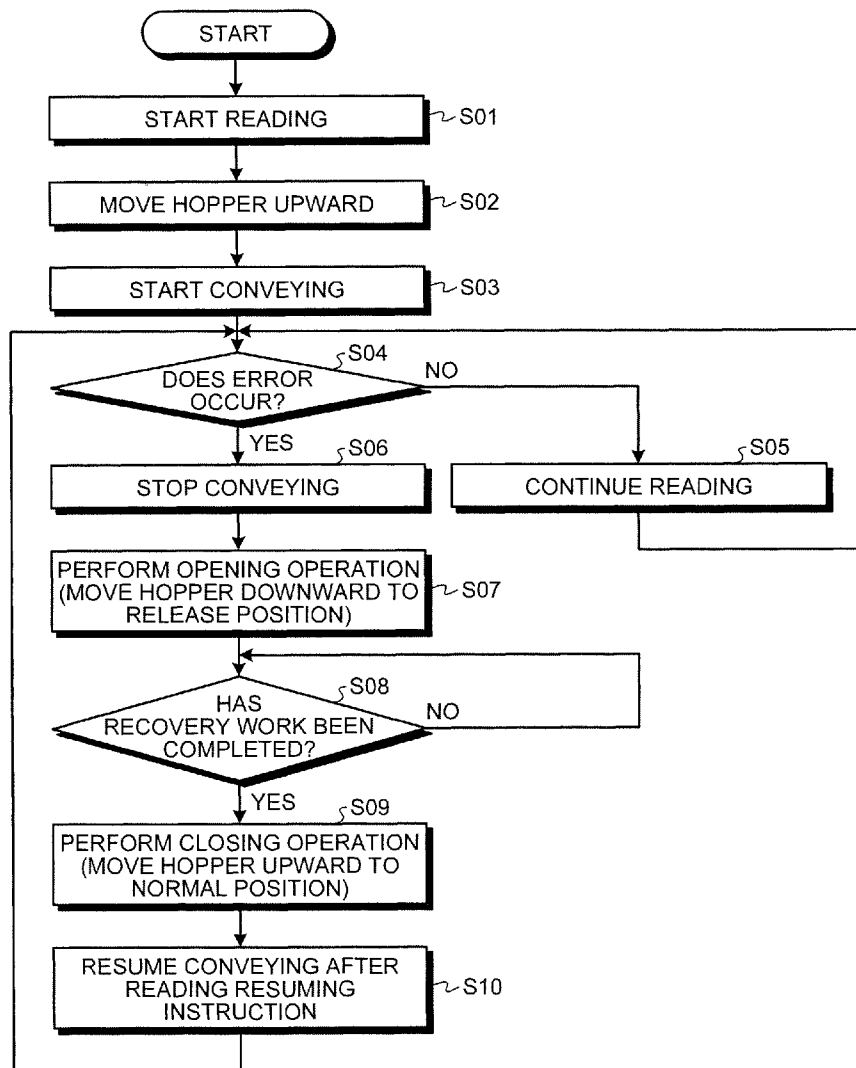 START
START READING
S01
MOVE HOPPER UPWARD
S02
START CONVEYING
S03
S04
DOES ERROR
OCCUR?
NO
YES
S06
STOP CONVEYING
S05
CONTINUE READING
PERFORM OPENING OPERATION
(MOVE HOPPER DOWNWARD TO
RELEASE POSITION)
S07
S08
HAS
RECOVERY WORK BEEN
COMPLETED?
NO
YES
S09
PERFORM CLOSING OPERATION
(MOVE HOPPER UPWARD TO
NORMAL POSITION)
RESUME CONVEYING AFTER
READING RESUMING
INSTRUCTION
S10